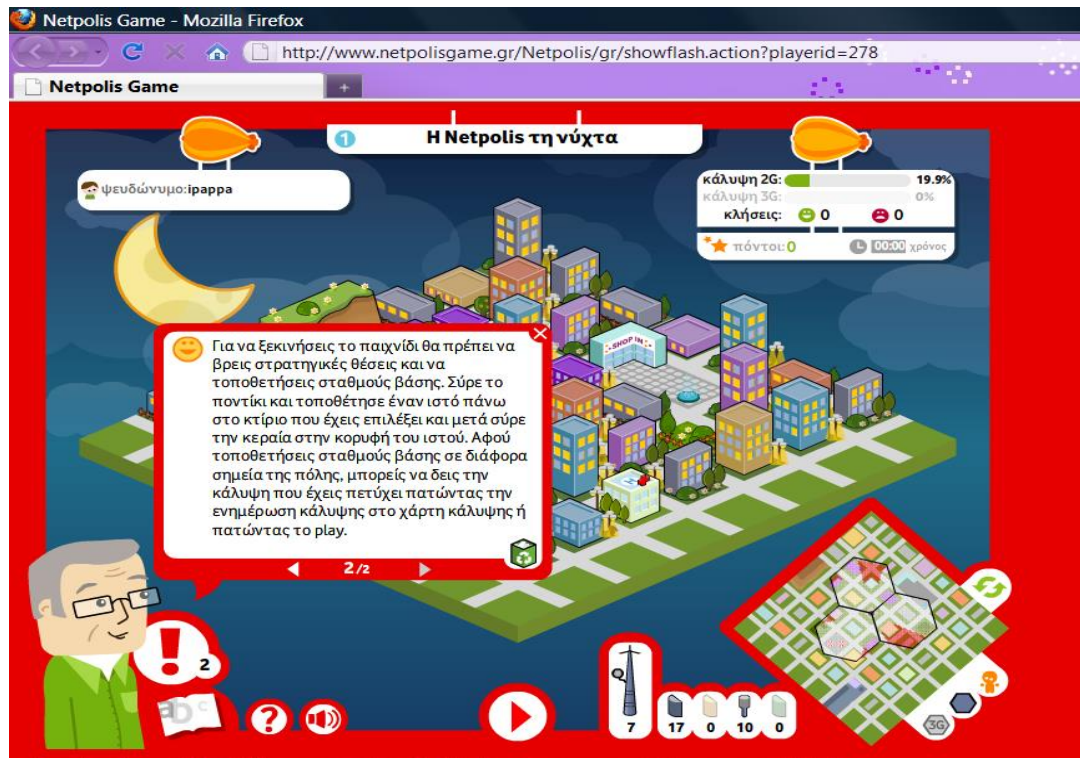 Netpolis Game - Mozilla Firefox
http://www.netpolisgame.gr/Netpolis/gr/showflash.action?playerid=278
Netpolis Game
1 Η Netpolis τη νύχτα
ψευδώνυμο:ipappa
κάλυψη 2G: 19.9%
κάλυψη 3G: 0%
κλήσεις: 0 0
πόντοι:0 00:00 χρόνος
SHOP IN
Για να ξεκινήσεις το παιχνίδι θα πρέπει να
βρεις στρατηγικές θέσεις και να
τοποθετήσεις σταθμούς βάσης. Σύρε το
ποντίκι και τοποθέτησε έναν ιστό πάνω
στο κτίριο που έχεις επιλέξει και μετά σύρε
την κεραία στην κορυφή του ιστού. Αφού
τοποθετήσεις σταθμούς βάσης σε διάφορα
σημεία της πόλης, μπορείς να δεις την
κάλυψη που έχεις πετύχει πατώντας την
ενημέρωση κάλυψης στο χάρτη κάλυψης ή
πατώντας το play.
2/2
H
! 2
abc
?
7 17 0 10 0
3G